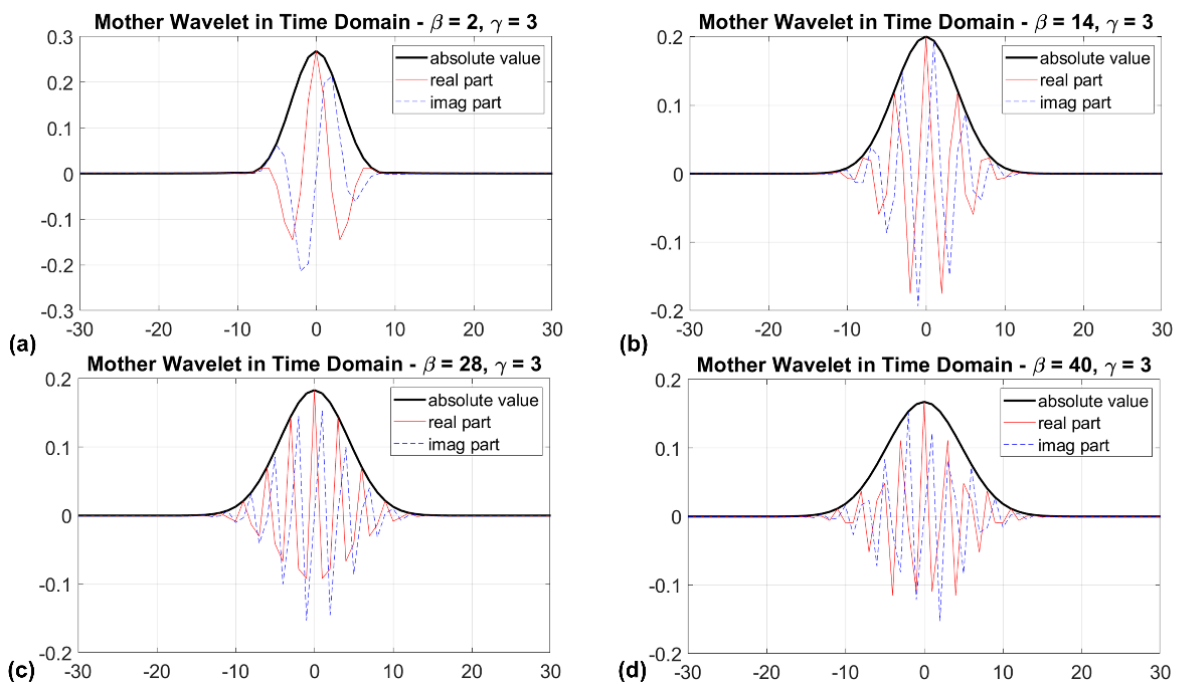 Mother Wavelet in Time Domain - β = 2, γ = 3
0.3
0.2
0.1
0
-0.1
-0.2
-0.3
-30 -20 -10 0 10 20 30
absolute value
real part
imag part
(a)
Mother Wavelet in Time Domain - β = 14, γ = 3
0.2
0.1
0
-0.1
-0.2
-30 -20 -10 0 10 20 30
absolute value
real part
imag part
(b)
Mother Wavelet in Time Domain - β = 28, γ = 3
0.2
0.1
0
-0.1
-0.2
-30 -20 -10 0 10 20 30
absolute value
real part
imag part
(c)
Mother Wavelet in Time Domain - β = 40, γ = 3
0.2
0.1
0
-0.1
-0.2
-30 -20 -10 0 10 20 30
absolute value
real part
imag part
(d)